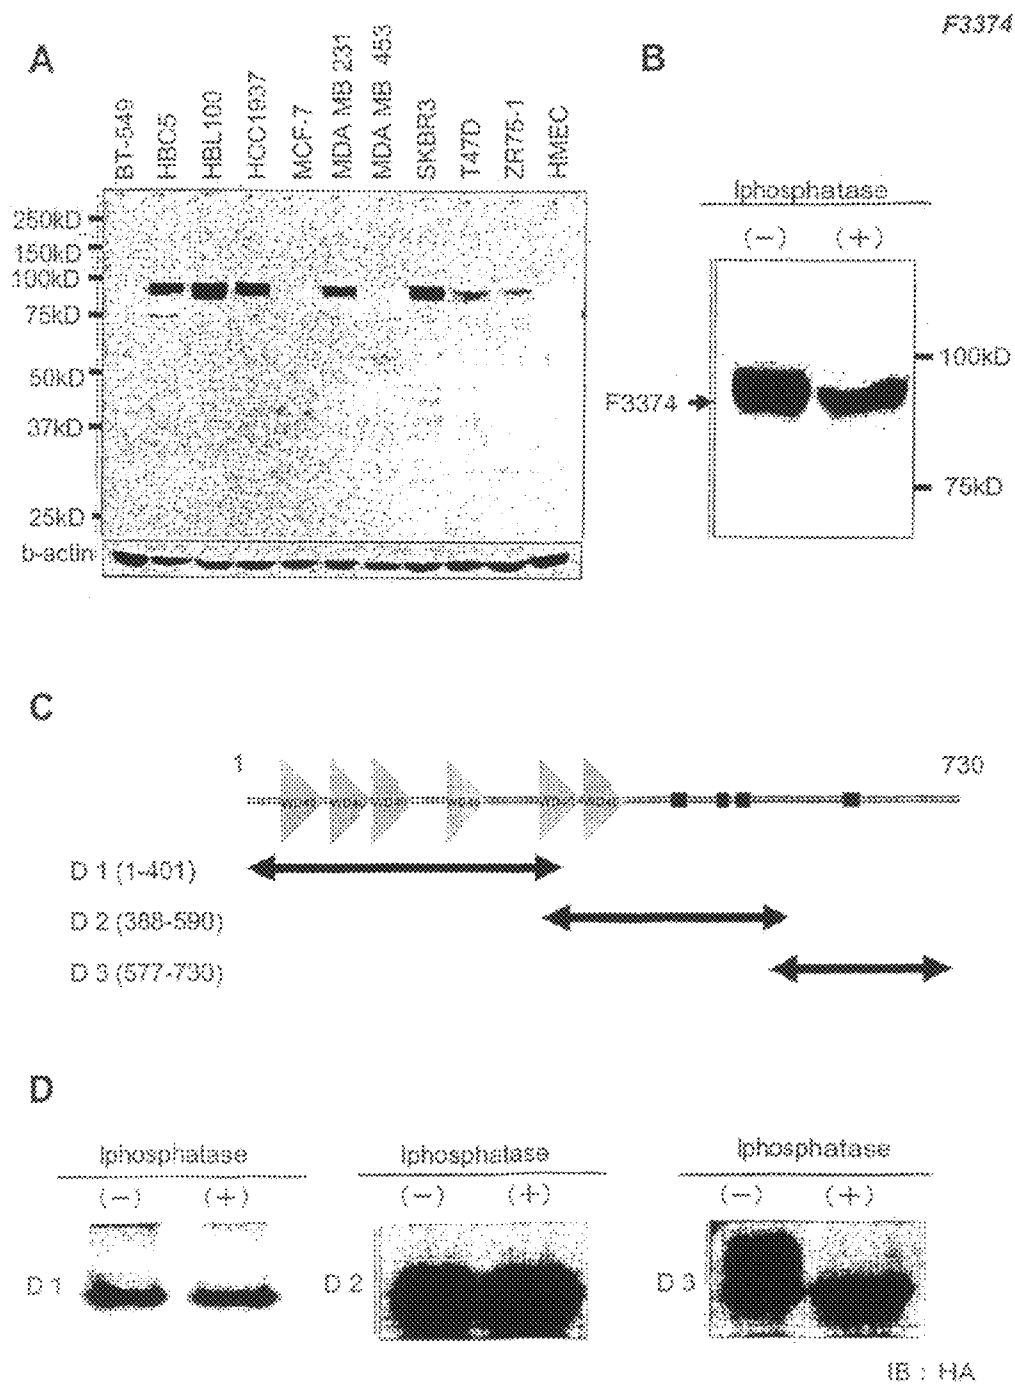 F3374
A
BT-549
HBC5
HBL100
HCC1937
MCF-7
MDA MB 231
MDA MB 453
SKBR3
T47D
ZR75-1
HMEC
250kD
150kD
100kD
75kD
50kD
37kD
25kD
b-actin
B
lphosphatase
(−) (+)
100kD
F3374
75kD
C
1 730
D 1 (1-401)
D 2 (388-590)
D 3 (577-730)
D
lphosphatase
(−) (+)
D 1
lphosphatase
(−) (+)
D 2
lphosphatase
(−) (+)
D 3
IB : HA